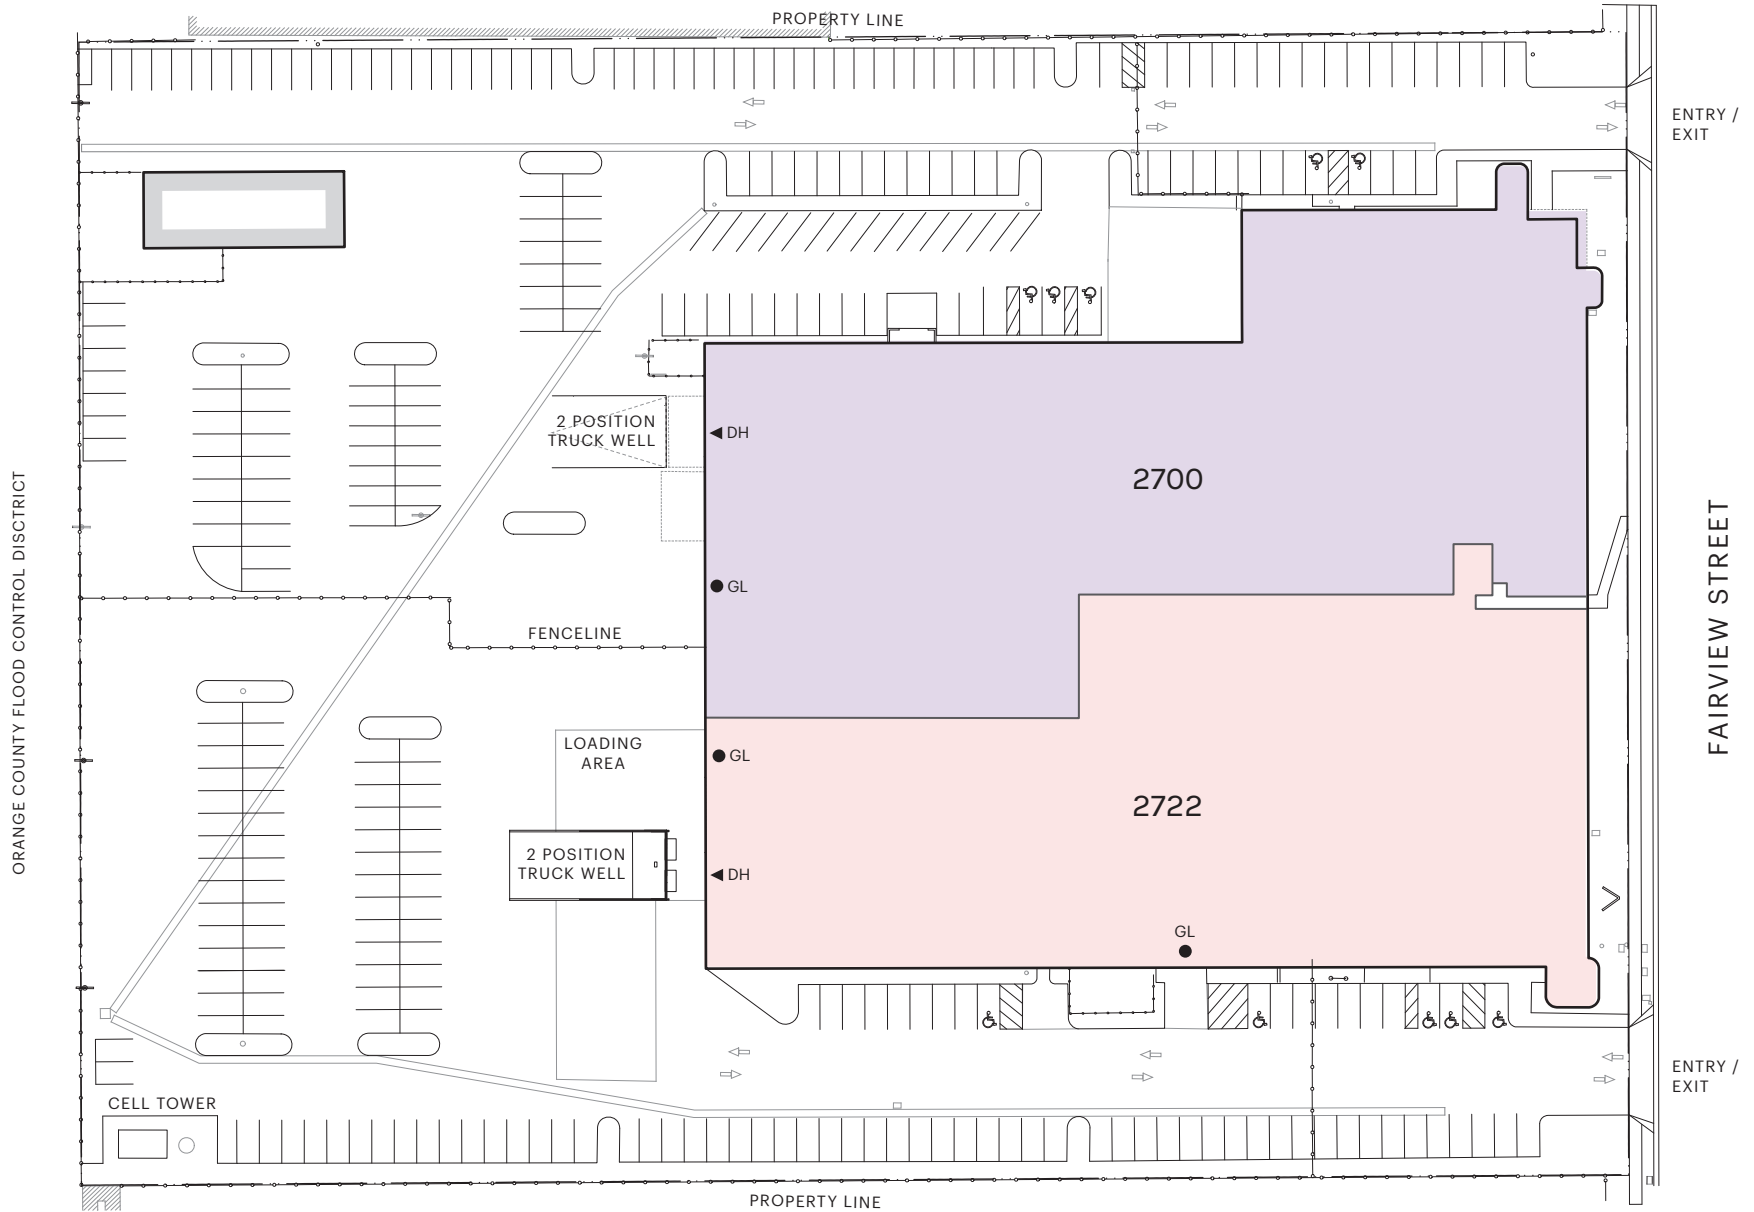 PROPERTY LINE
ENTRY /
EXIT
2 POSITION
TRUCK WELL
DH
2700
ORANGE COUNTY FLOOD CONTROL DISCTRICT
FAIRVIEW STREET
GL
FENCELINE
LOADING
AREA
GL
2722
2 POSITION
TRUCK WELL
DH
GL
ENTRY /
EXIT
CELL TOWER
PROPERTY LINE